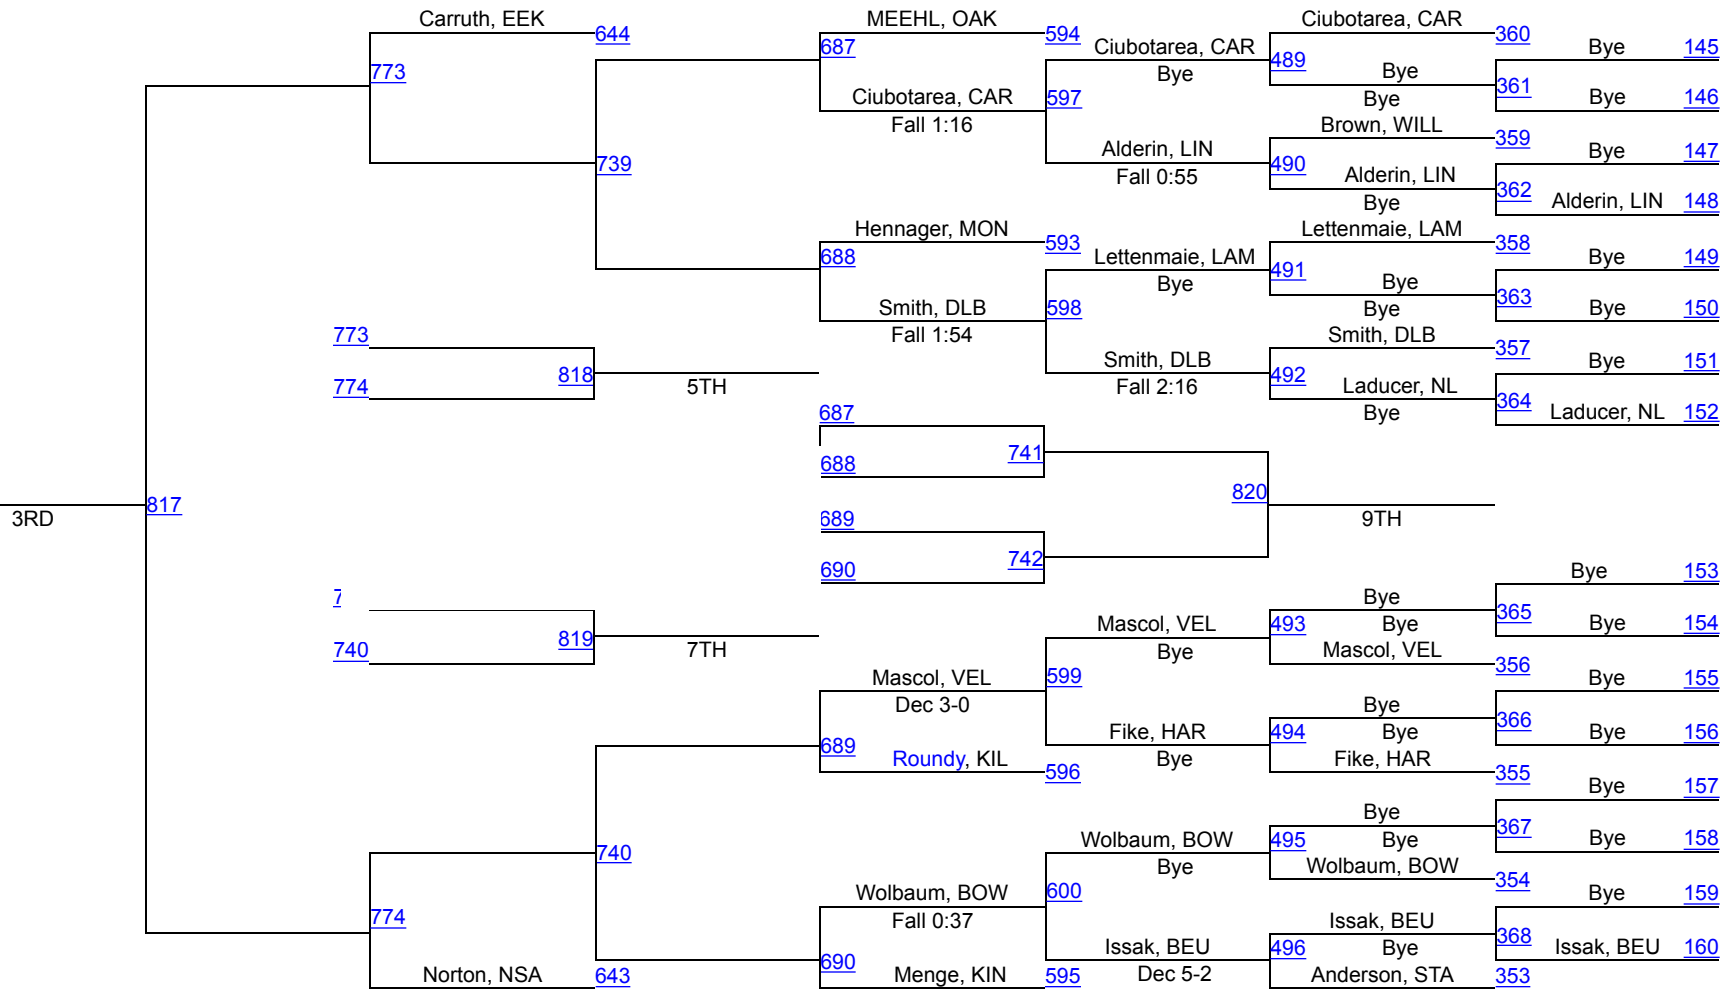 Carruth, EEK
644
773
MEEHL, OAK
594
687
Ciubotarea, CAR
Fall 1:16
597
739
Ciubotarea, CAR
Bye
489
Ciubotarea, CAR
360
Bye
Bye
361
Bye 145
Bye 146
Alderin, LIN
Fall 0:55
490
Brown, WILL
359
Alderin, LIN
Bye
362
Bye 147
Alderin, LIN 148
Hennager, MON
593
688
Smith, DLB
Fall 1:54
598
Lettenmaie, LAM
Bye
491
Lettenmaie, LAM
358
Bye
Bye
363
Bye 149
Bye 150
Smith, DLB
Fall 2:16
492
Smith, DLB
357
Laducer, NL
Bye
364
Bye 151
Laducer, NL 152
773
774
818
5TH
687
688
741
689
690
742
820
9TH
817
3RD
740
819
7TH
Mascol, VEL
Dec 3-0
599
689
Roundy, KIL
596
Mascol, VEL
Bye
493
Bye
Bye
365
Mascol, VEL
356
Bye 153
Bye 154
Fike, HAR
Bye
494
Bye
Bye
366
Fike, HAR
355
Bye 155
Bye 156
740
Wolbaum, BOW
Fall 0:37
600
690
Menge, KIN
595
Wolbaum, BOW
Bye
495
Bye
Bye
367
Wolbaum, BOW
354
Bye 157
Bye 158
Issak, BEU
Dec 5-2
496
Issak, BEU
Bye
368
Anderson, STA
353
Bye 159
Issak, BEU 160
774
Norton, NSA
643